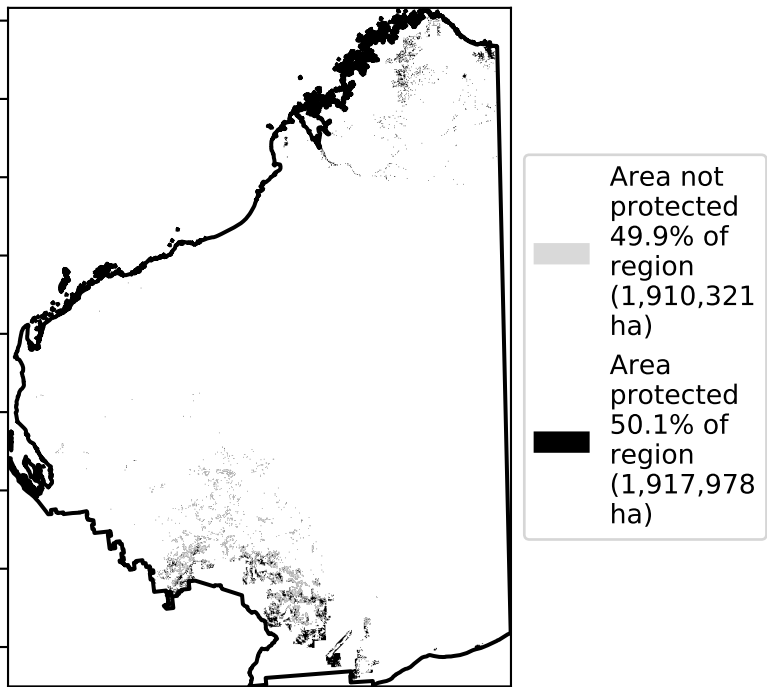 Area not
protected
49.9% of
region
(1,910,321
ha)
Area
protected
50.1% of
region
(1,917,978
ha)